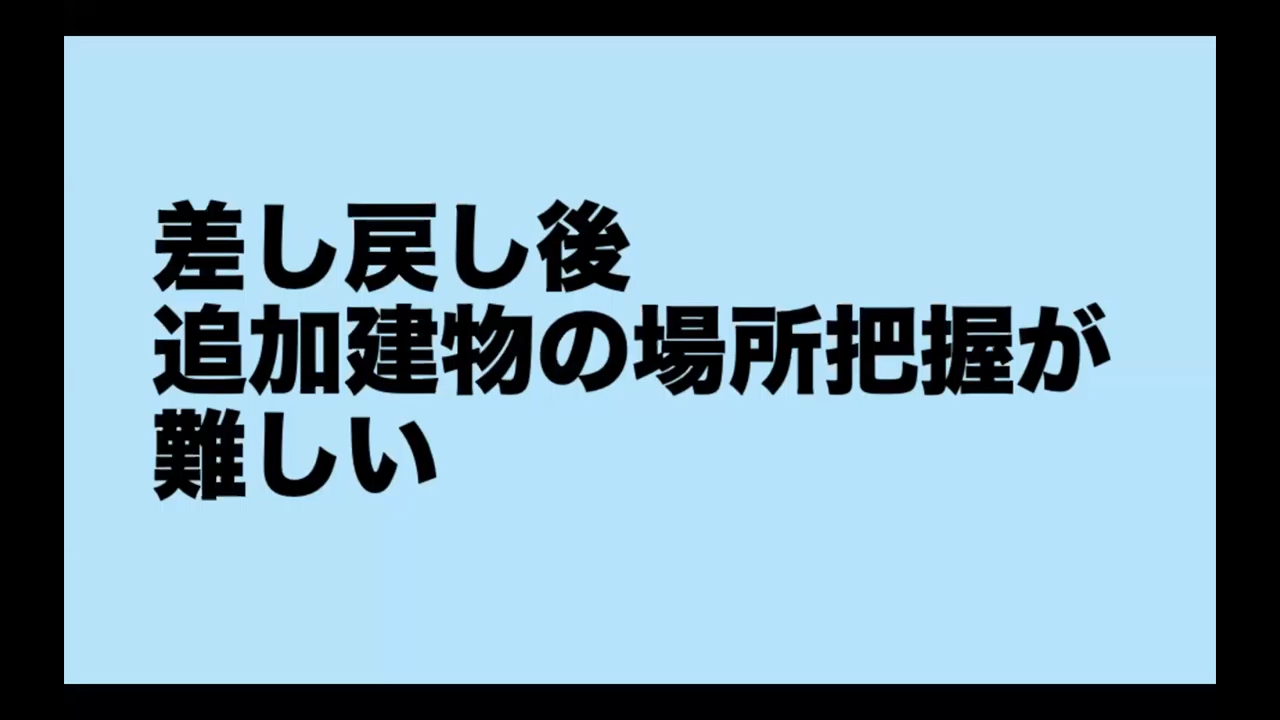 差し戻し後
追加建物の場所把握が
難しい